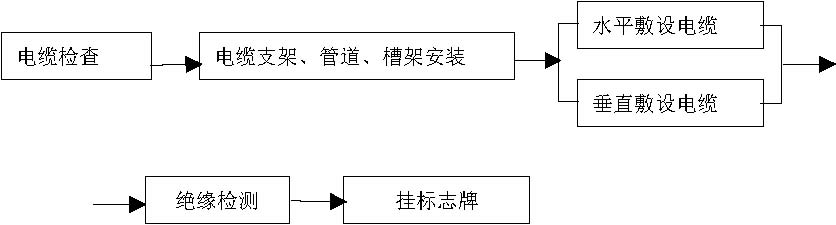 电缆检查
电缆支架、管道、槽架安装
水平敷设电缆
垂直敷设电缆
绝缘检测
挂标志牌